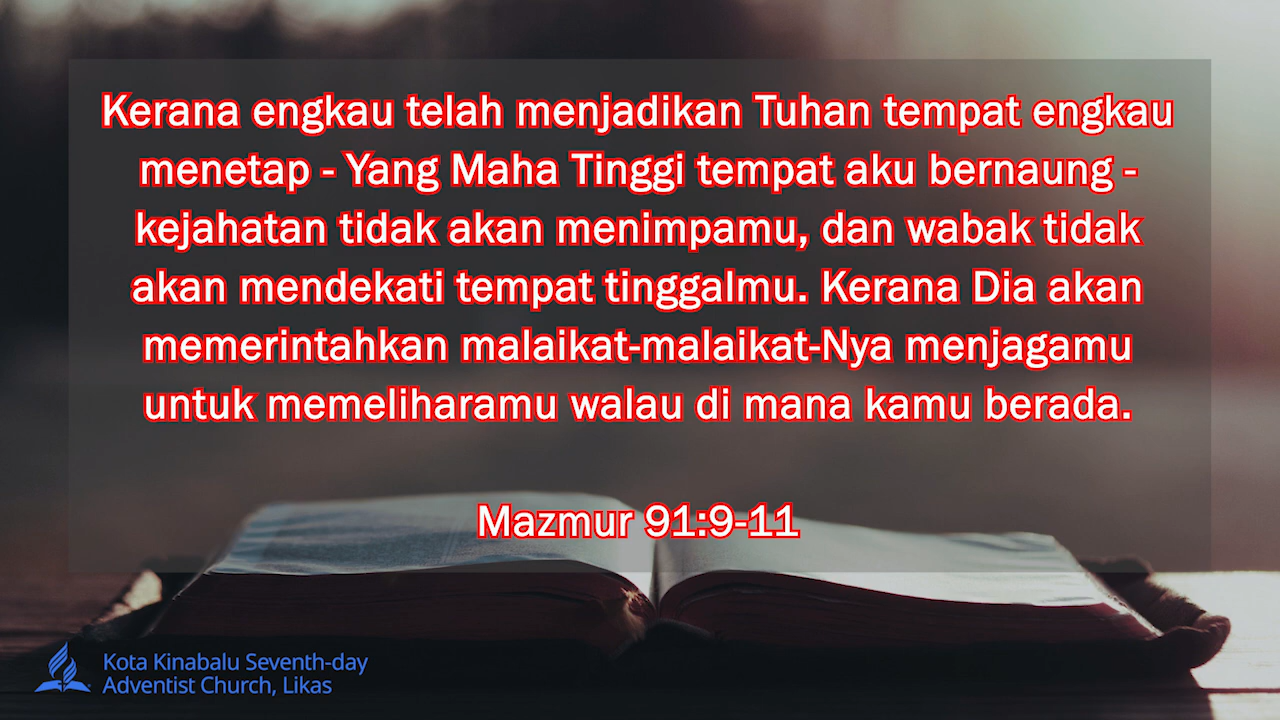 Kerana engkau telah menjadikan Tuhan tempat engkau
menetap - Yang Maha Tinggi tempat aku bernaung -
kejahatan tidak akan menimpamu, dan wabak tidak
akan mendekati tempat tinggalmu. Kerana Dia akan
memerintahkan malaikat-malaikat-Nya menjagamu
untuk memeliharamu walau di mana kamu berada.
Mazmur 91:9-11
Kota Kinabalu Seventh-day
Adventist Church, Likas